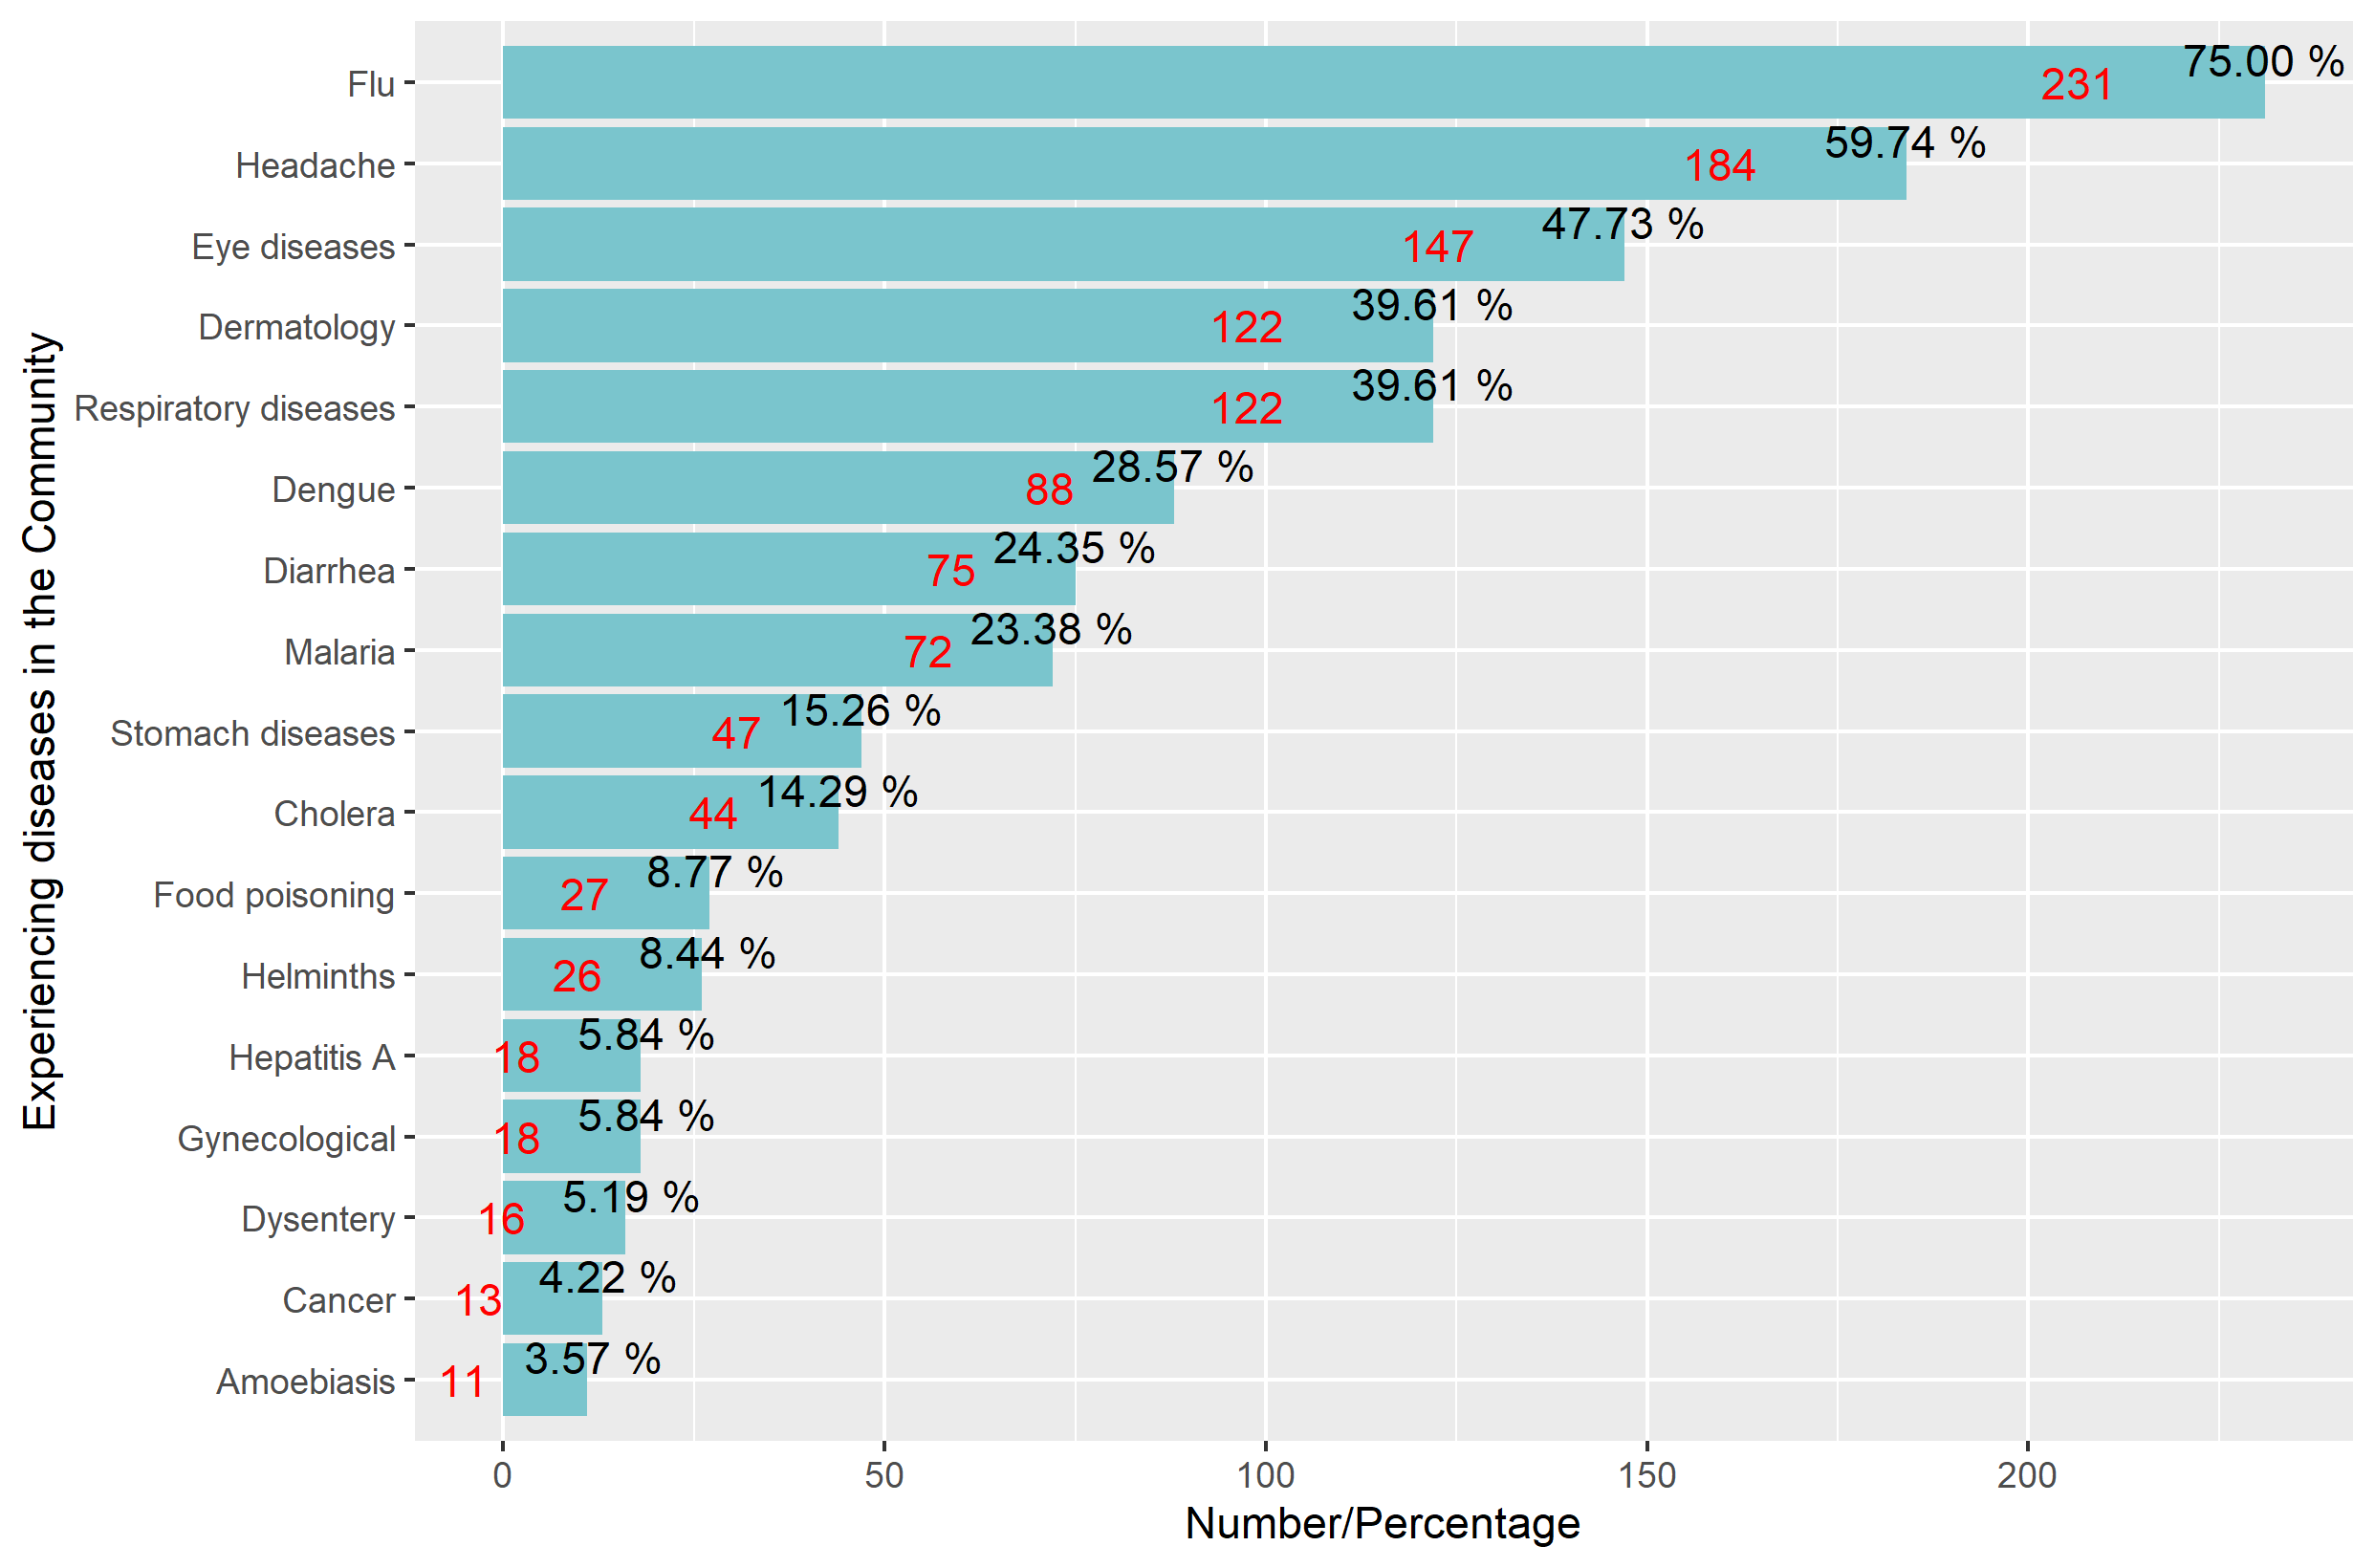 Experiencing diseases in the Community
Flu 231 75.00 %
Headache 184 59.74 %
Eye diseases 147 47.73 %
Dermatology 122 39.61 %
Respiratory diseases 122 39.61 %
Dengue 88 28.57 %
Diarrhea 75 24.35 %
Malaria 72 23.38 %
Stomach diseases 47 15.26 %
Cholera 44 14.29 %
Food poisoning 27 8.77 %
Helminths 26 8.44 %
Hepatitis A 18 5.84 %
Gynecological 18 5.84 %
Dysentery 16 5.19 %
Cancer 13 4.22 %
Amoebiasis 11 3.57 %
0 50 100 150 200
Number/Percentage